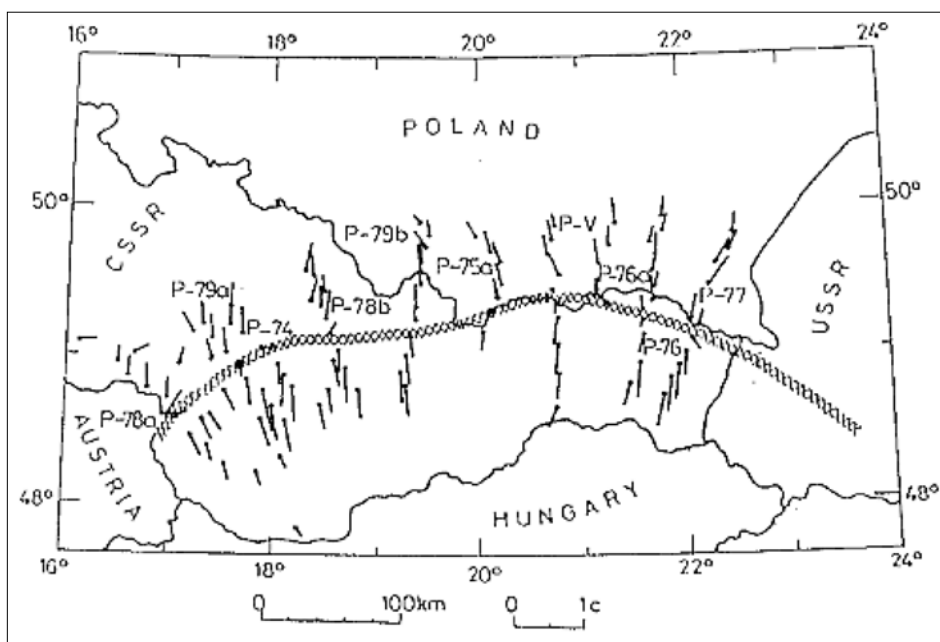 16° 18° 20° 22° 24°
POLAND
50° 50°
P-79b P-V
CSSR
P-75a P-76a
P-79a P-78b P-77
P-74
USSR
P-76
P-78a
AUSTRIA
48° HUNGARY 48°
16° 18° 20° 22° 24°
0 100km 0 1c